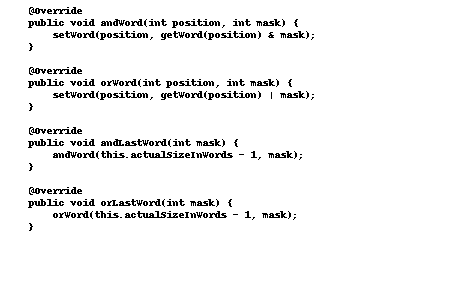 @Override
public void andWord(int position, int mask) {
    setWord(position, getWord(position) & mask);
}

@Override
public void orWord(int position, int mask) {
    setWord(position, getWord(position) | mask);
}

@Override
public void andLastWord(int mask) {
    andWord(this.actualSizeInWords - 1, mask);
}

@Override
public void orLastWord(int mask) {
    orWord(this.actualSizeInWords - 1, mask);
}